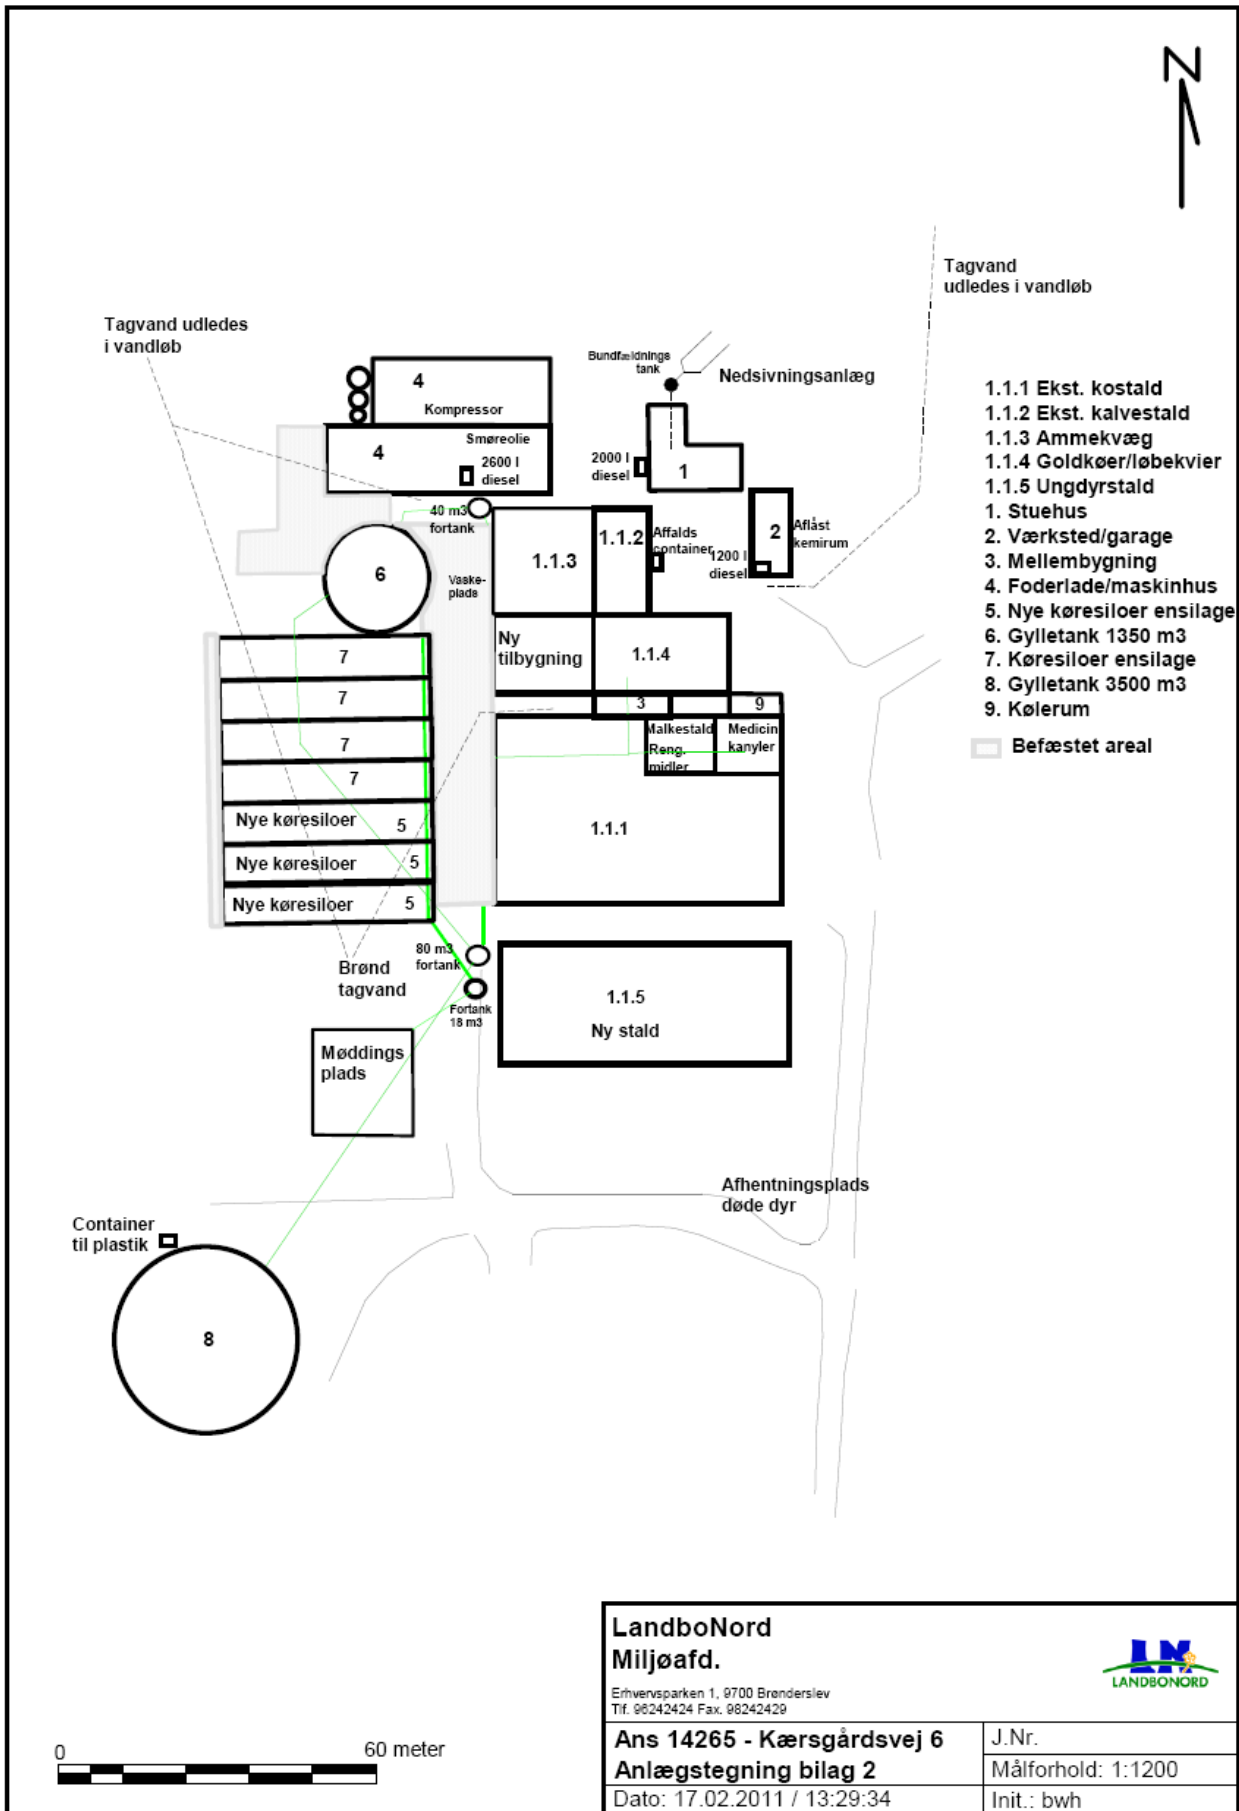 N
Tagvand
udledes i vandløb
Tagvand udledes
i vandløb
Bundfældnings
tank
Nedsivningsanlæg
4
Kompressor
4
Smøreolie
2600 l
diesel
2000 l
diesel
1
40 m3
fortank
1.1.3
1.1.2
Affalds
container
1200 l
diesel
2
Aflåst
kemirum
6
Vaske-
plads
Ny
tilbygning
1.1.4
3
9
7
7
7
7
Malkestald
Reng.
midler
Medicin
kanyler
Nye køresiloer 5
Nye køresiloer 5
Nye køresiloer 5
1.1.1
80 m3
fortank
Brønd
tagvand
Fortank
18 m3
1.1.5
Ny stald
Møddings
plads
Afhentningsplads
døde dyr
Container
til plastik
8
1.1.1 Ekst. kostald
1.1.2 Ekst. kalvestald
1.1.3 Ammekvæg
1.1.4 Goldkøer/løbekvier
1.1.5 Ungdyrstald
1. Stuehus
2. Værksted/garage
3. Mellembygning
4. Foderlade/maskinhus
5. Nye køresiloer ensilage
6. Gylletank 1350 m3
7. Køresiloer ensilage
8. Gylletank 3500 m3
9. Kølerum
Befæstet areal
0 60 meter
LandboNord
Miljøafd.
Erhvervsparken 1, 9700 Brønderslev
Tlf. 96242424 Fax. 98242429
LN
LANDBONORD
Ans 14265 - Kærsgårdsvej 6
Anlægstegning bilag 2
Dato: 17.02.2011 / 13:29:34
J.Nr.
Målforhold: 1:1200
Init.: bwh